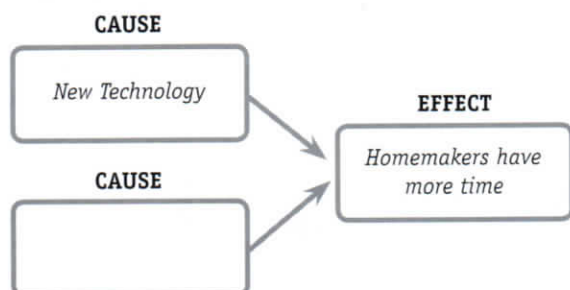 CAUSE
New Technology
CAUSE
EFFECT
Homemakers have
more time